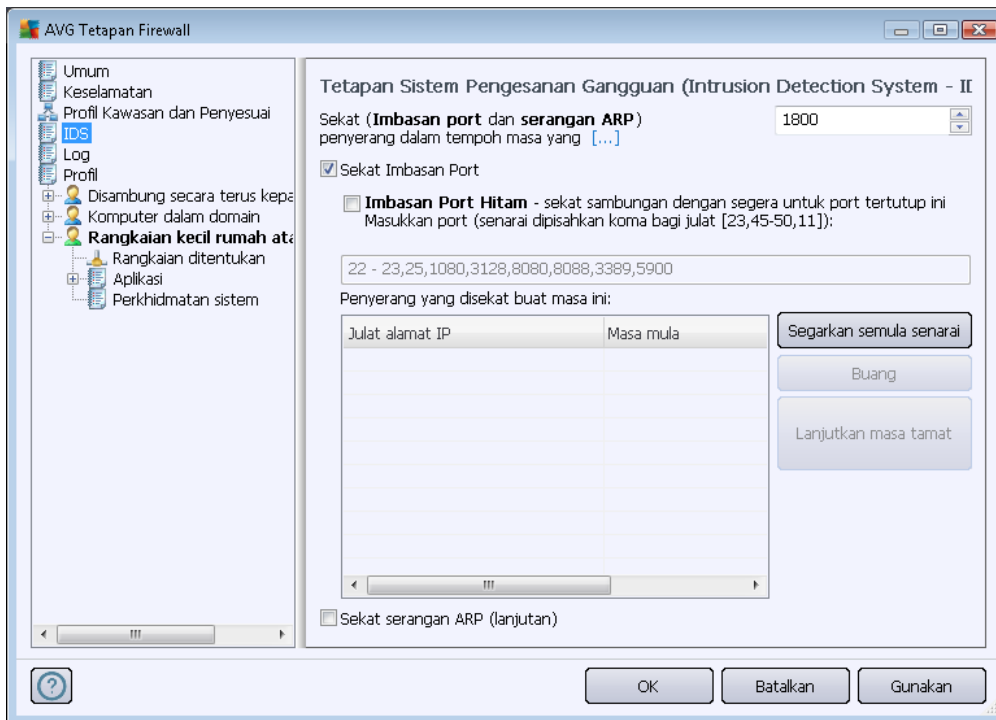 AVG Tetapan Firewall
Umum
Keselamatan
Profil Kawasan dan Penyesuai
IDS
Log
Profil
Disambung secara terus kepa
Komputer dalam domain
Rangkaian kecil rumah ata
Rangkaian ditentukan
Aplikasi
Perkhidmatan sistem
Tetapan Sistem Pengesanan Gangguan (Intrusion Detection System - II
Sekat (Imbasan port dan serangan ARP)
penyerang dalam tempoh masa yang [...]
1800
Sekat Imbasan Port
Imbasan Port Hitam - sekat sambungan dengan segera untuk port tertutup ini
Masukkan port (senarai dipisahkan koma bagi julat [23,45-50,11]):
22 - 23,25,1080,3128,8080,8088,3389,5900
Penyerang yang disekat buat masa ini:
Julat alamat IP
Masa mula
Segarkan semula senarai
Buang
Lanjutkan masa tamat
Sekat serangan ARP (lanjutan)
OK
Batalkan
Gunakan